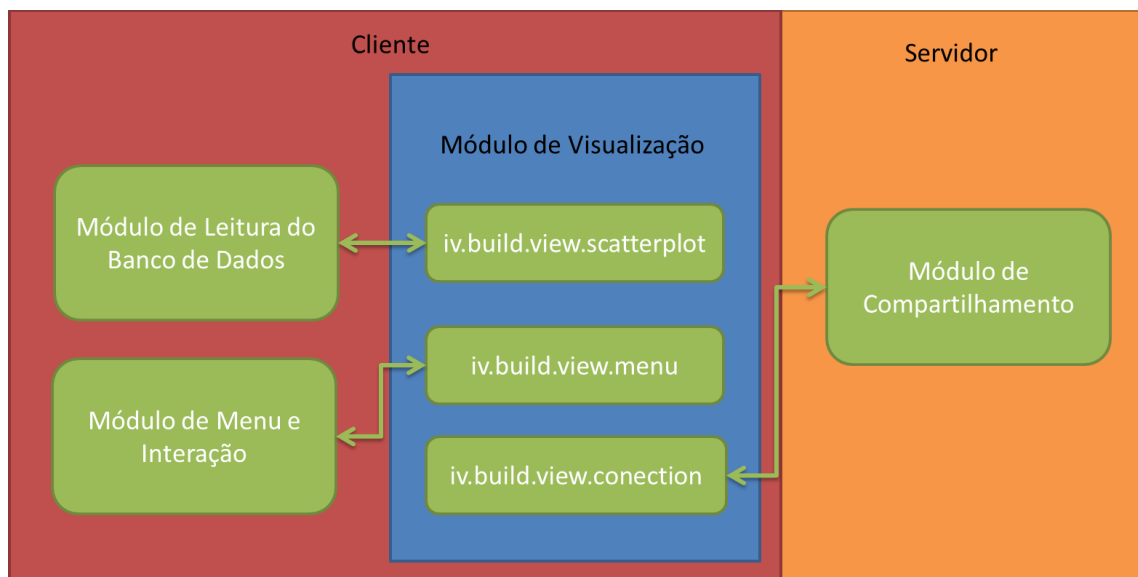 Cliente
Servidor
Módulo de Visualização
Módulo de Leitura do
Banco de Dados
iv.build.view.scatterplot
Módulo de
Compartilhamento
iv.build.view.menu
Módulo de Menu e
Interação
iv.build.view.conection